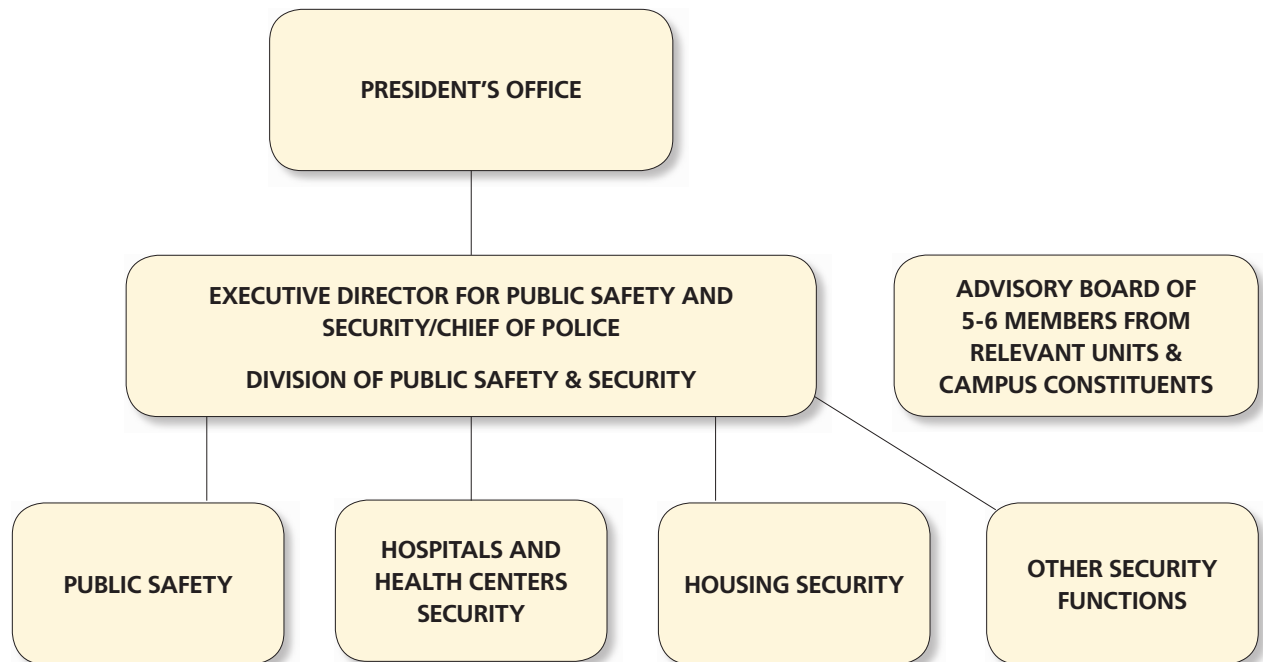 PRESIDENT’S OFFICE
EXECUTIVE DIRECTOR FOR PUBLIC SAFETY AND
SECURITY/CHIEF OF POLICE
DIVISION OF PUBLIC SAFETY & SECURITY
ADVISORY BOARD OF
5-6 MEMBERS FROM
RELEVANT UNITS &
CAMPUS CONSTITUENTS
PUBLIC SAFETY
HOSPITALS AND
HEALTH CENTERS
SECURITY
HOUSING SECURITY
OTHER SECURITY
FUNCTIONS